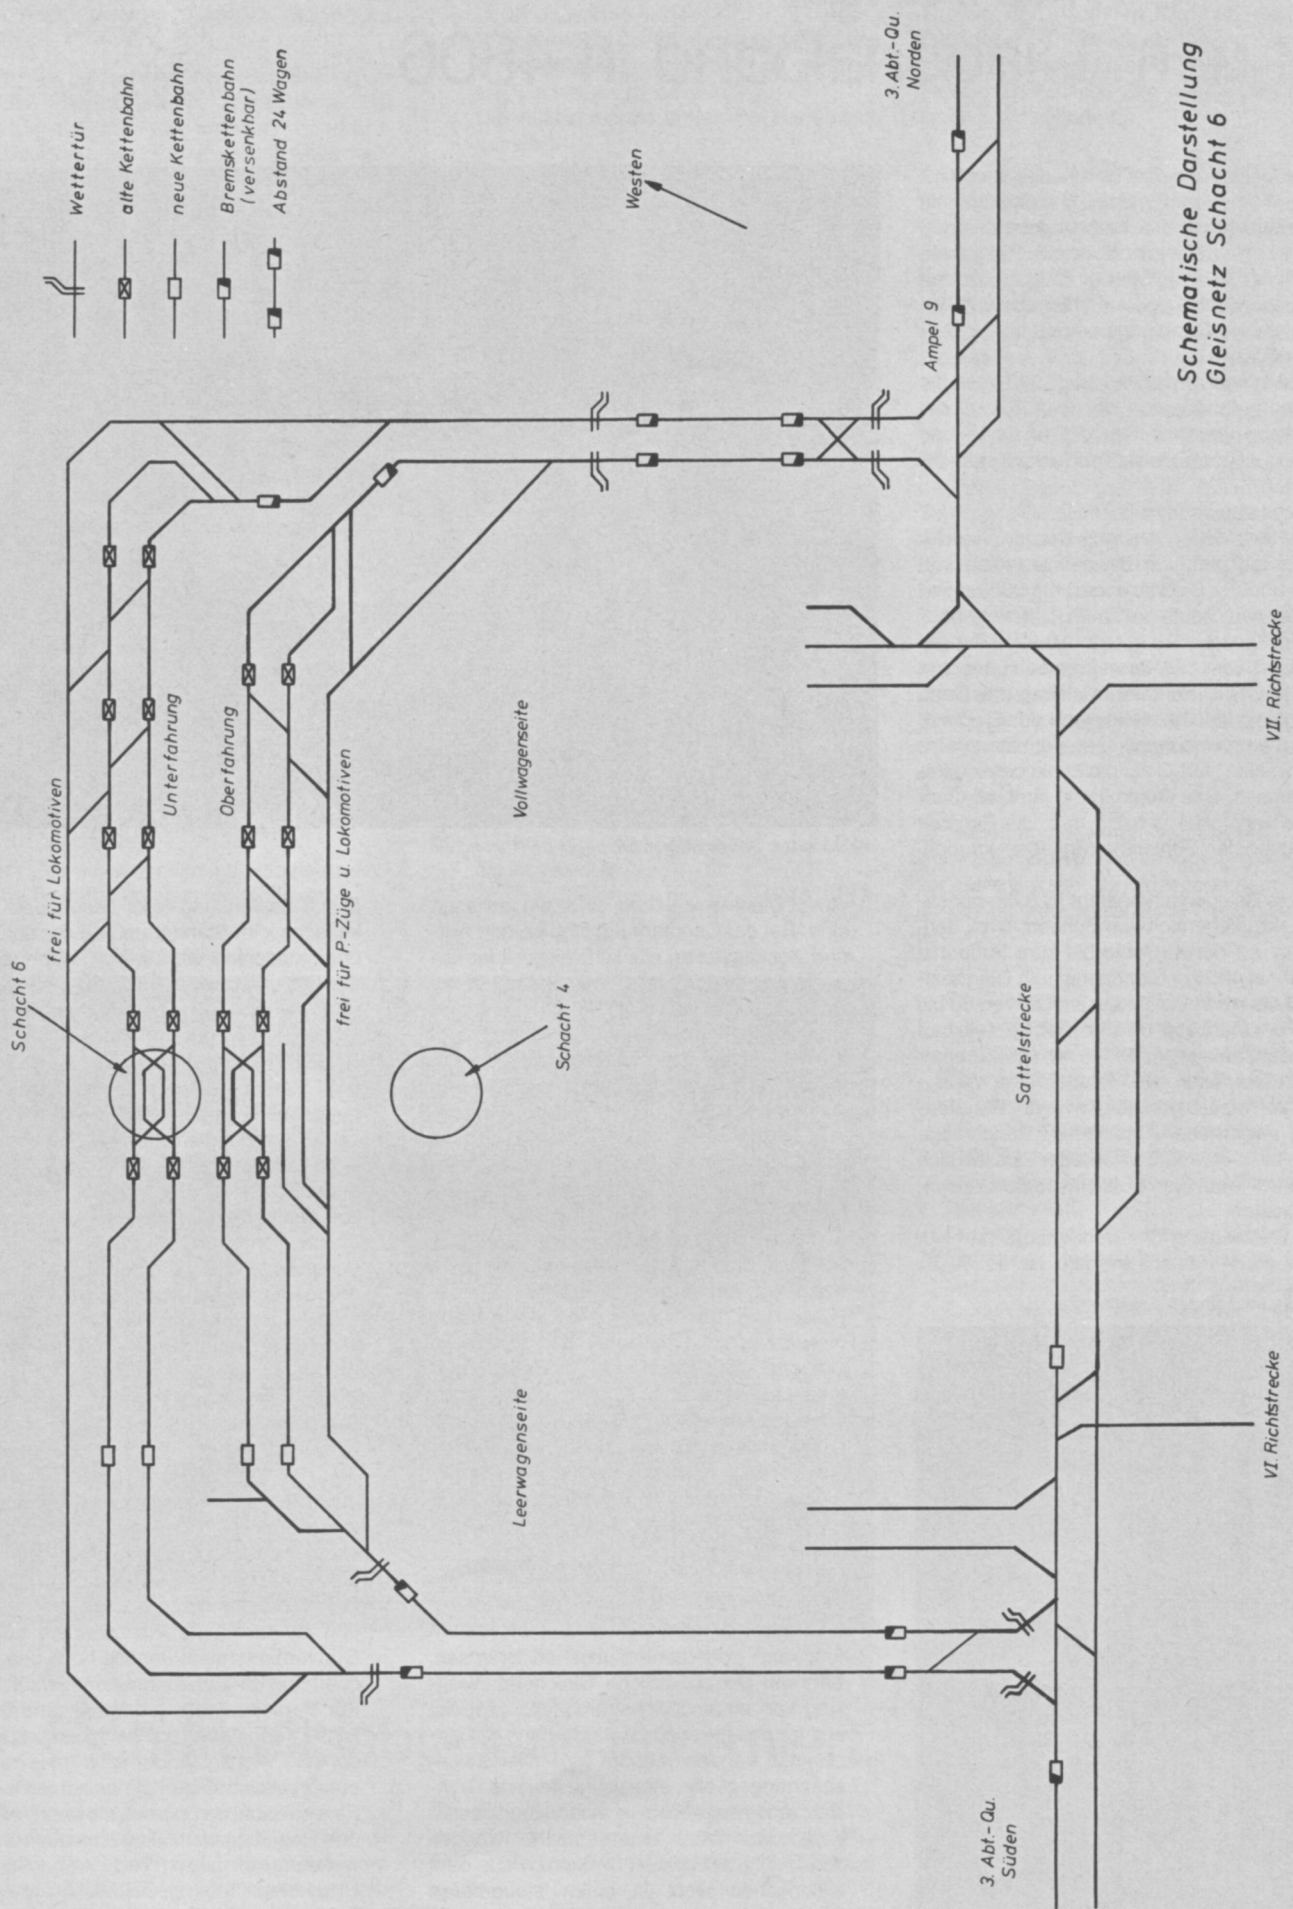 Wettertür
alte Kettenbahn
neue Kettenbahn
Bremskettenbahn
(versenkbar)
Abstand 24 Wagen
Westen
3. Abt.-Qu.
Norden
Ampel 9
Schematische Darstellung
Gleisnetz Schacht 6
Schacht 6
frei für Lokomotiven
Unterfahrung
Oberfahrung
frei für P.-Züge u. Lokomotiven
Vollwagenseite
Schacht 4
Leerwagenseite
Sattelstrecke
VII. Richtstrecke
VI. Richtstrecke
3. Abt.-Qu.
Süden